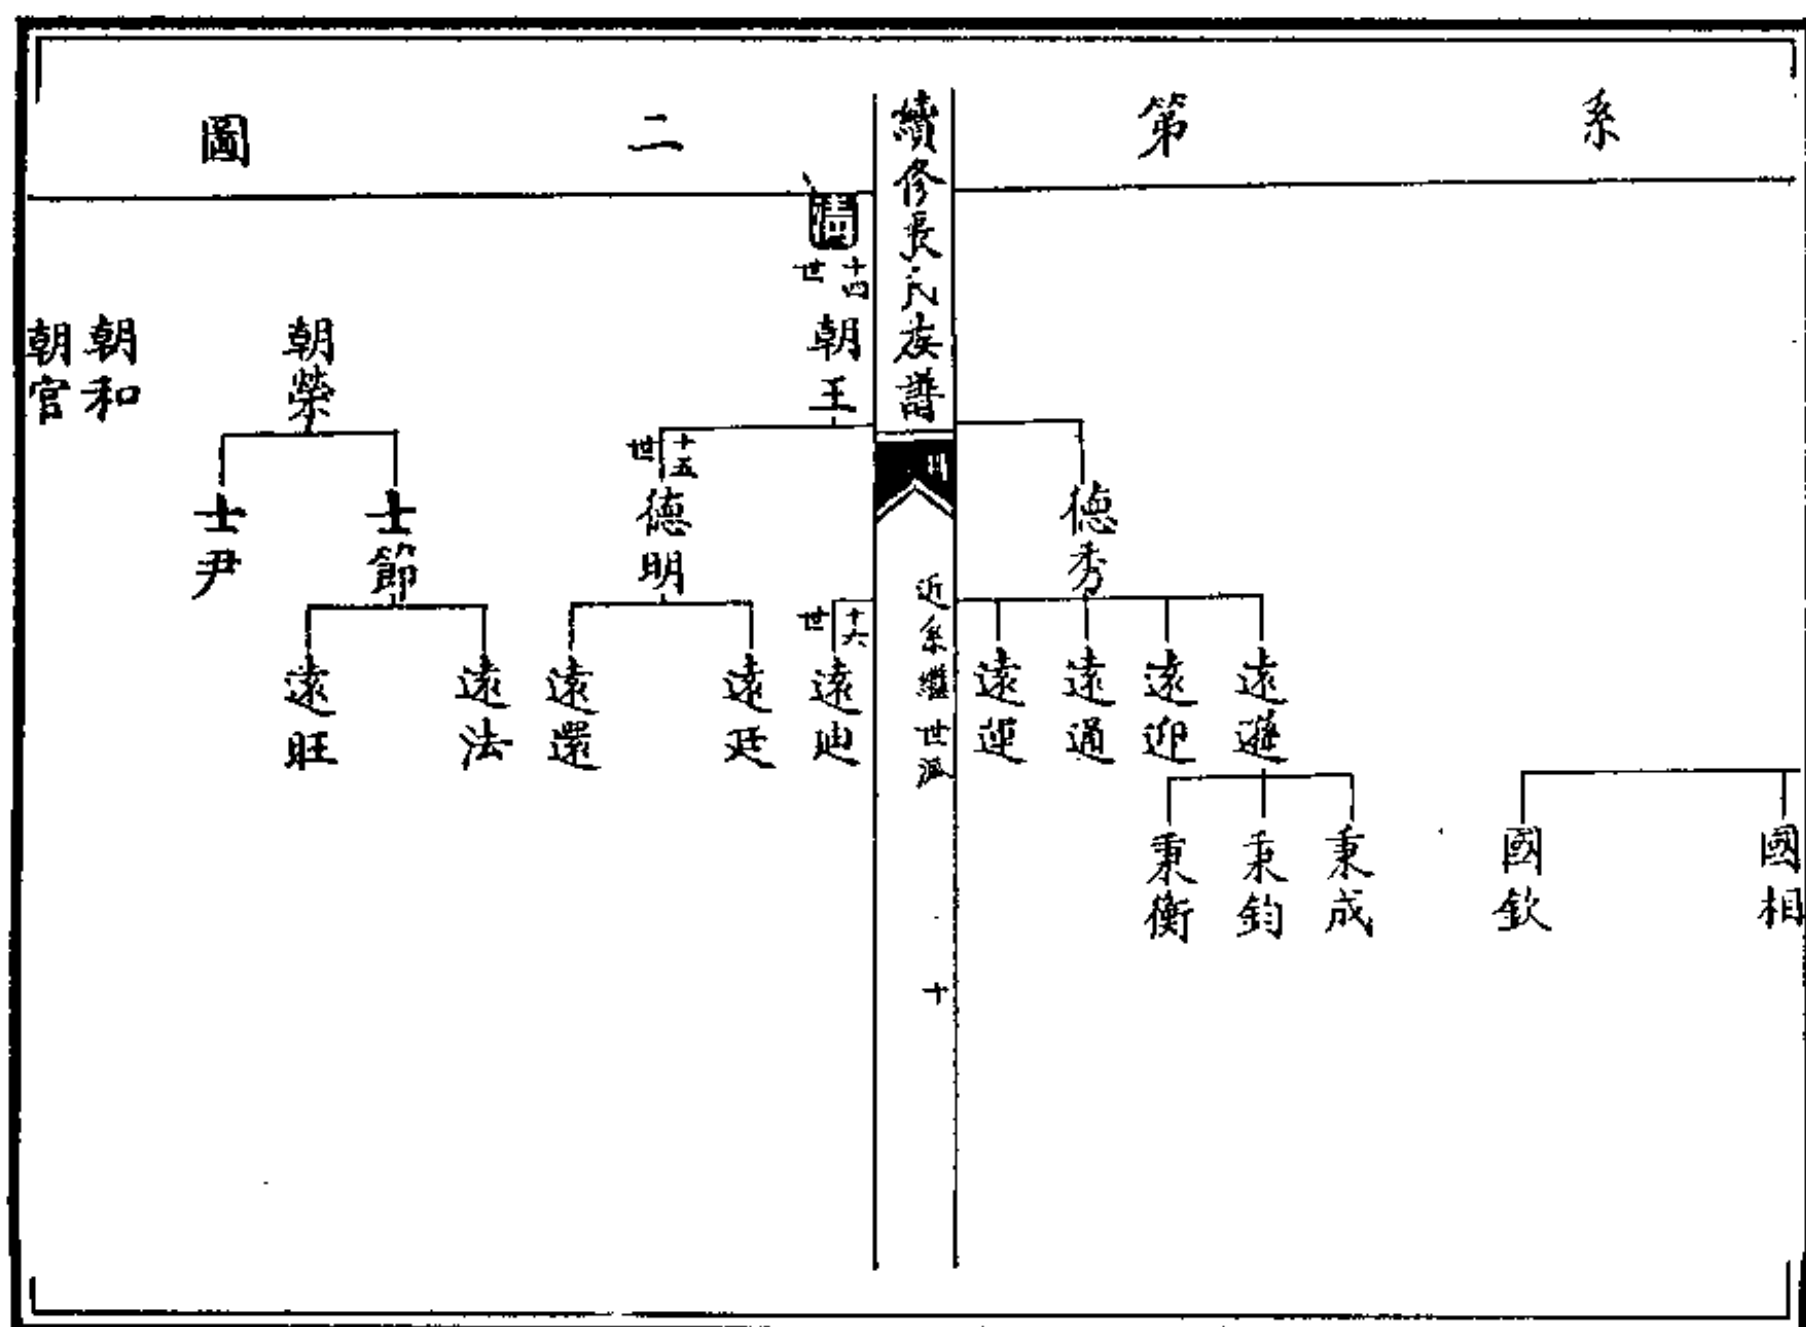 系第二圖
國相
國欽
德秀
遠遜
遠迎
遠通
遠運
秉成
秉鈞
秉衡
續修長氏族譜
近系繼世派
十
清
十四世
朝王
十五世
德明
十六世
遠迪
遠廷
遠還
朝榮
士節
士尹
遠法
遠旺
朝和
朝官